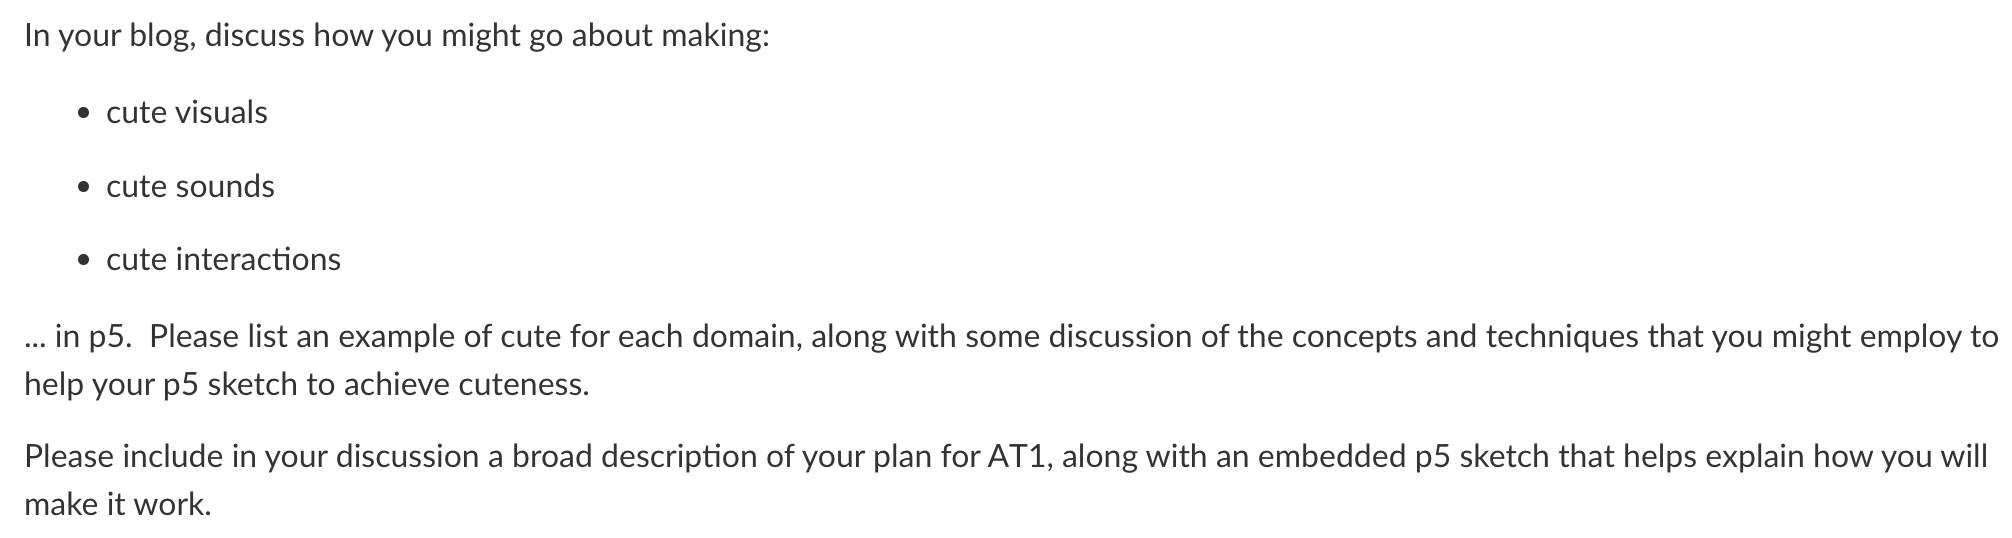 In your blog, discuss how you might go about making:
• cute visuals
• cute sounds
• cute interactions
... in p5.  Please list an example of cute for each domain, along with some discussion of the concepts and techniques that you might employ to
help your p5 sketch to achieve cuteness.
Please include in your discussion a broad description of your plan for AT1, along with an embedded p5 sketch that helps explain how you will
make it work.